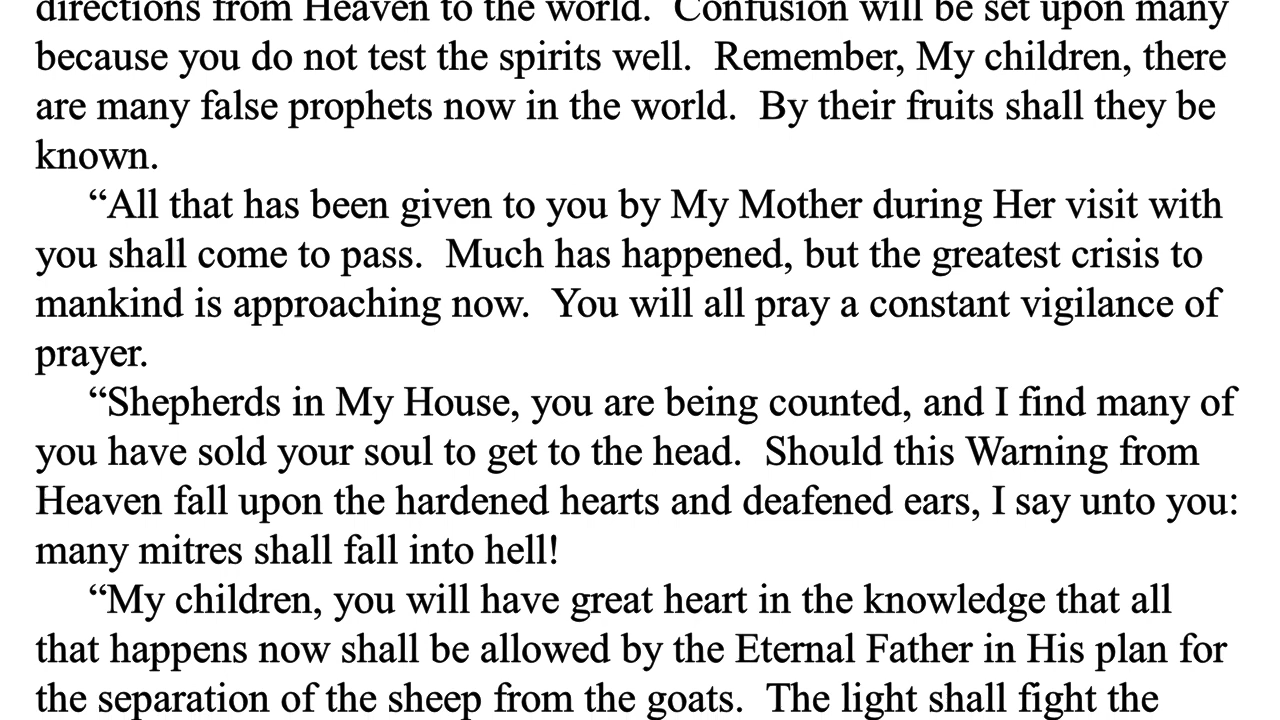 directions from Heaven to the world.  Confusion will be set upon many
because you do not test the spirits well.  Remember, My children, there
are many false prophets now in the world.  By their fruits shall they be
known.
“All that has been given to you by My Mother during Her visit with
you shall come to pass.  Much has happened, but the greatest crisis to
mankind is approaching now.  You will all pray a constant vigilance of
prayer.
“Shepherds in My House, you are being counted, and I find many of
you have sold your soul to get to the head.  Should this Warning from
Heaven fall upon the hardened hearts and deafened ears, I say unto you:
many mitres shall fall into hell!
“My children, you will have great heart in the knowledge that all
that happens now shall be allowed by the Eternal Father in His plan for
the separation of the sheep from the goats.  The light shall fight the